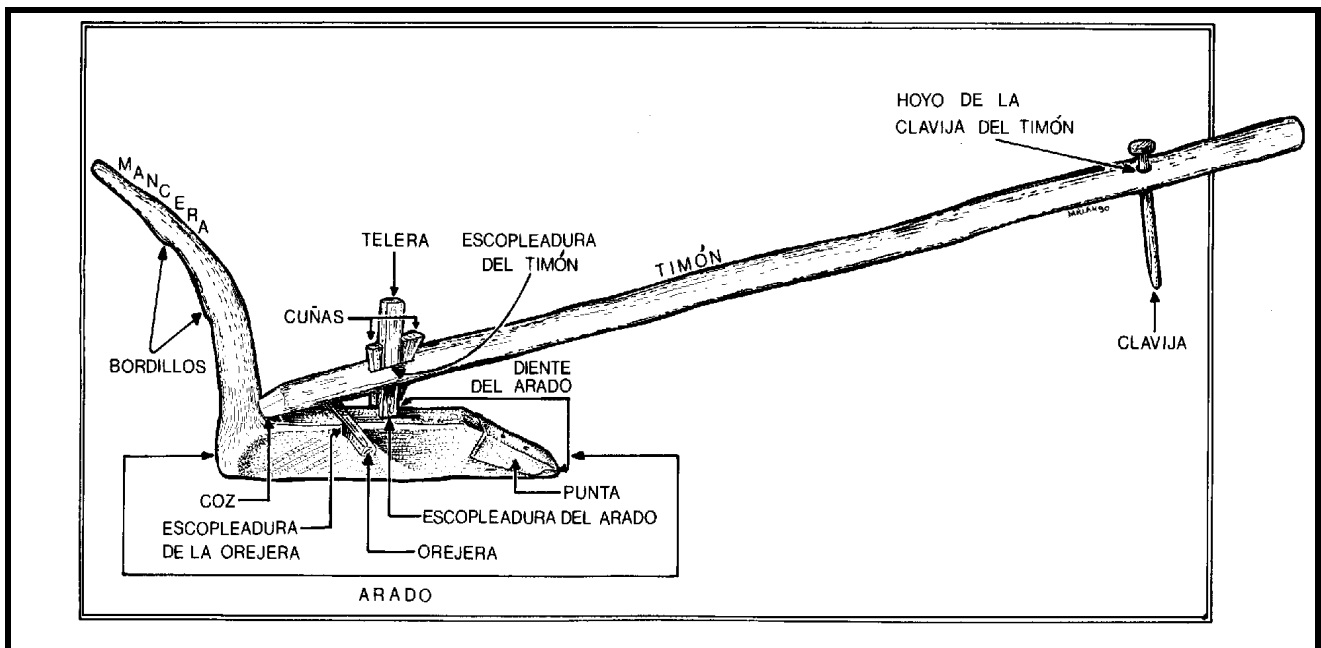 HOYO DE LA
CLAVIJA DEL TIMÓN
MANCERA
TELERA
ESCOPLEADURA
DEL TIMÓN
TIMÓN
CUÑAS
BORDILLOS
DIENTE
DEL ARADO
CLAVIJA
COZ
PUNTA
ESCOPLEADURA
DE LA OREJERA
ESCOPLEADURA DEL ARADO
OREJERA
ARADO